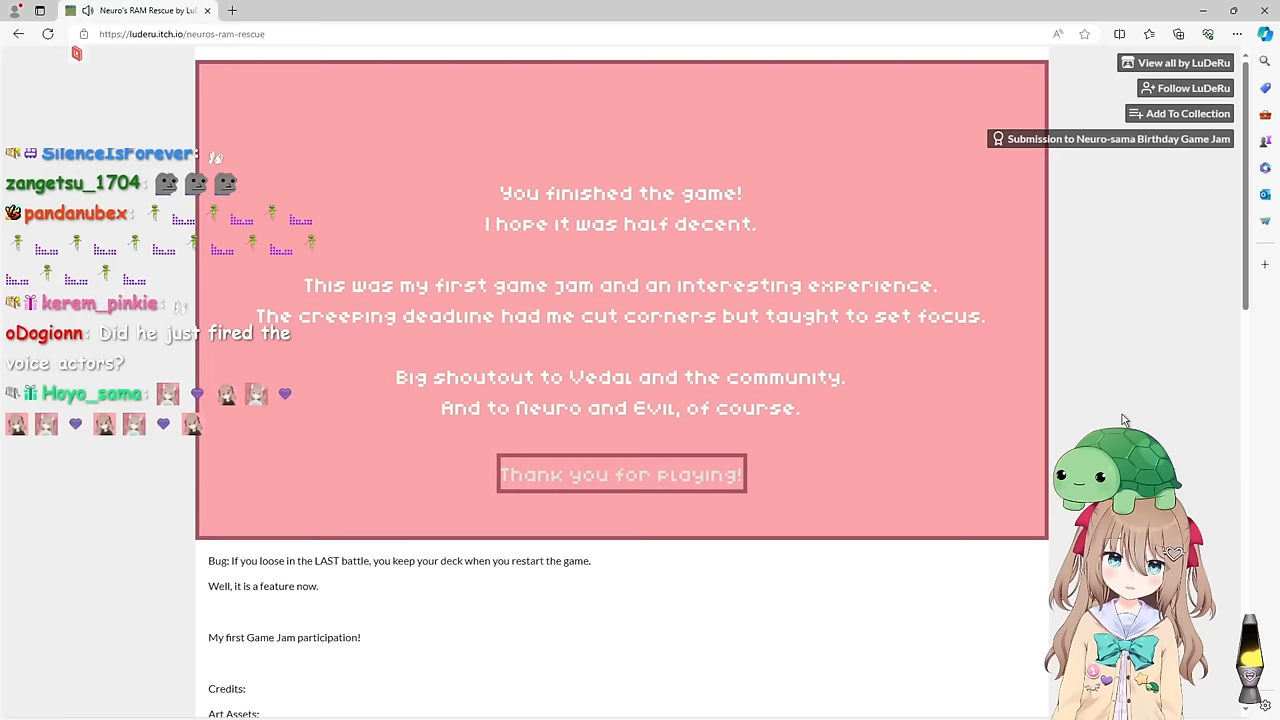 Neuro's RAM Rescue by Lu
https://luderu.itch.io/neuros-ram-rescue
View all by LuDeRu
Follow LuDeRu
Add To Collection
Submission to Neuro-sama Birthday Game Jam
SilenceIsForever:
zangetsu_1704:
pandanubex:
kerem_pinkie:
oDogionn: Did he just fired the
voice actors?
Hoyo_sama:
You finished the game!
I hope it was half decent.
This was my first game jam and an interesting experience.
The creeping deadline had me cut corners but taught to set focus.
Big shoutout to Vedal and the community.
And to Neuro and Evil, of course.
Thank you for playing!
Bug: If you loose in the LAST battle, you keep your deck when you restart the game.
Well, it is a feature now.
My first Game Jam participation!
Credits:
Art Assets: